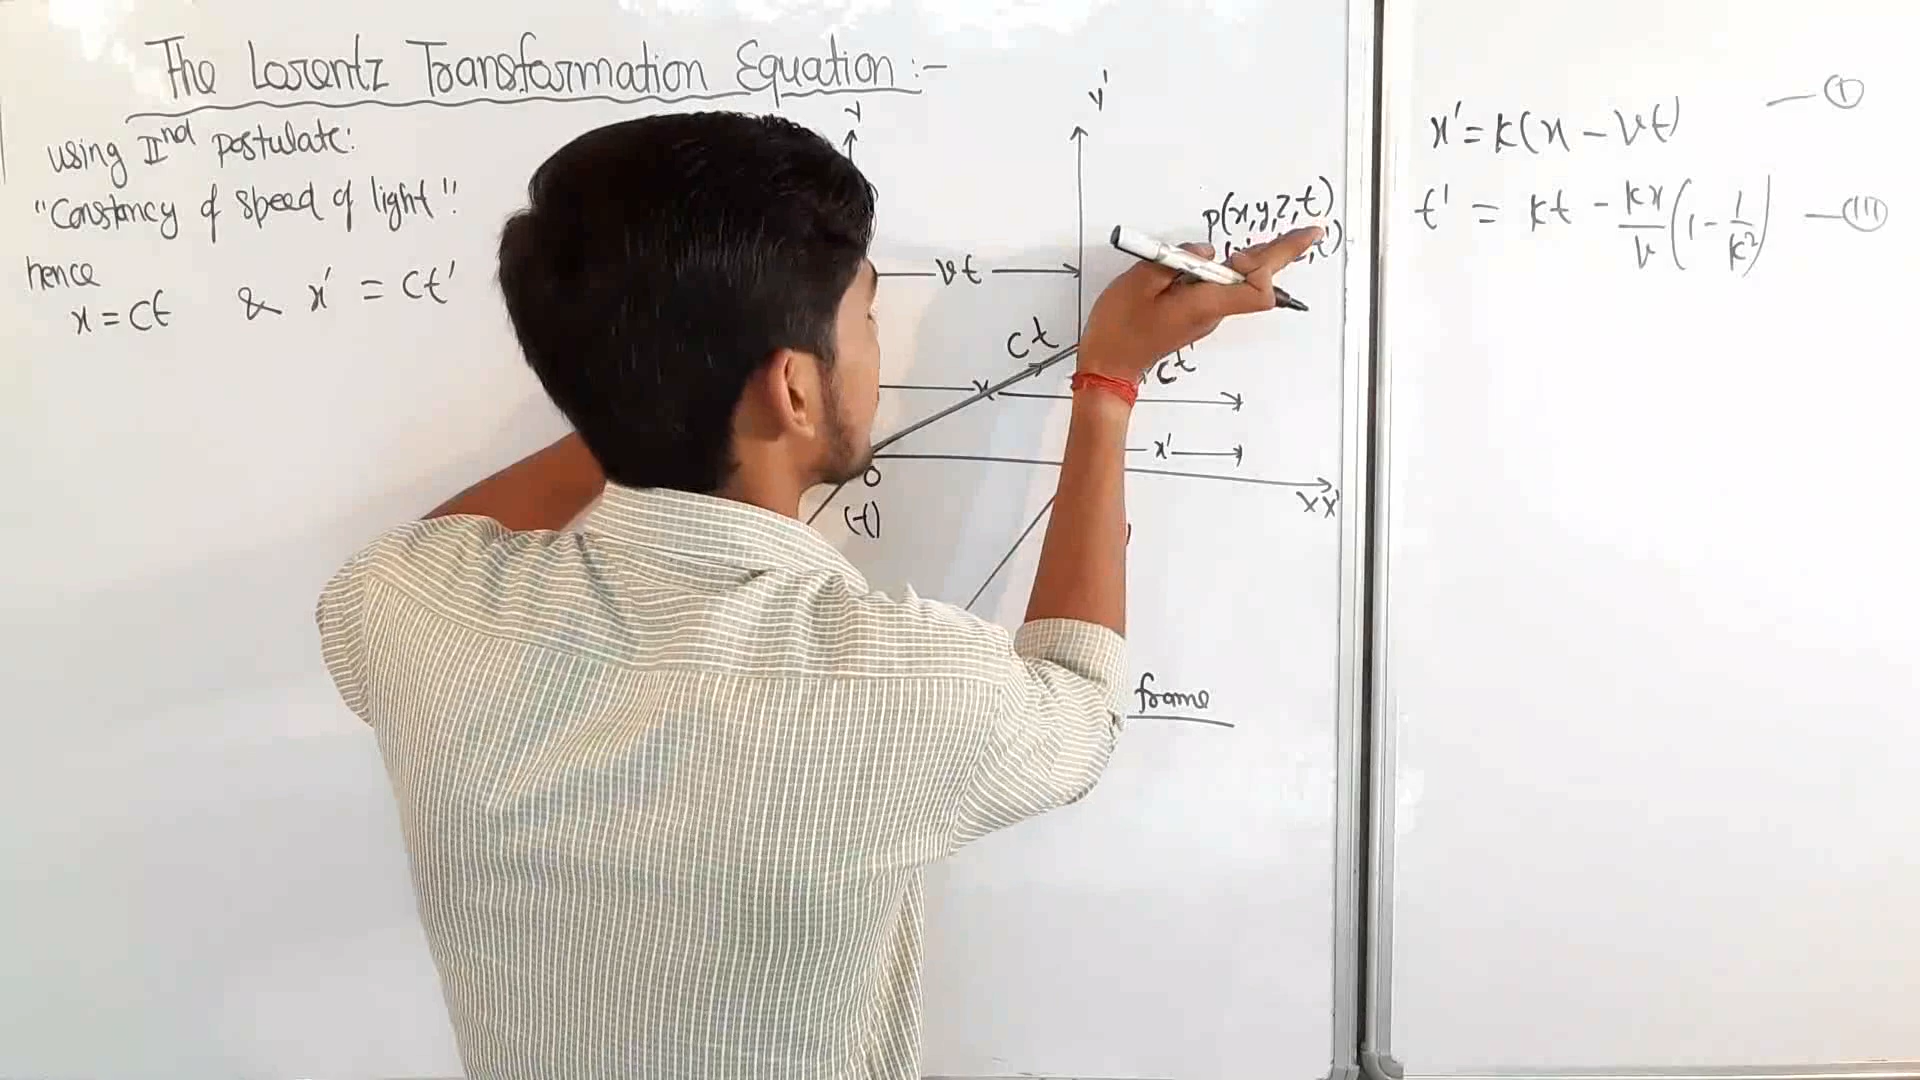 The Lorentz Transformation Equation :-
using IInd postulate:
"Constancy of speed of light".
hence
x = ct & x' = ct'
Y
Y'
vt
p(x,y,z,t)
t')
ct
ct'
x
x'
O
(-()
X X'
frame
x' = k(x - vt) — (I)
t' = kt - kx/v (1 - 1/k²) — (III)